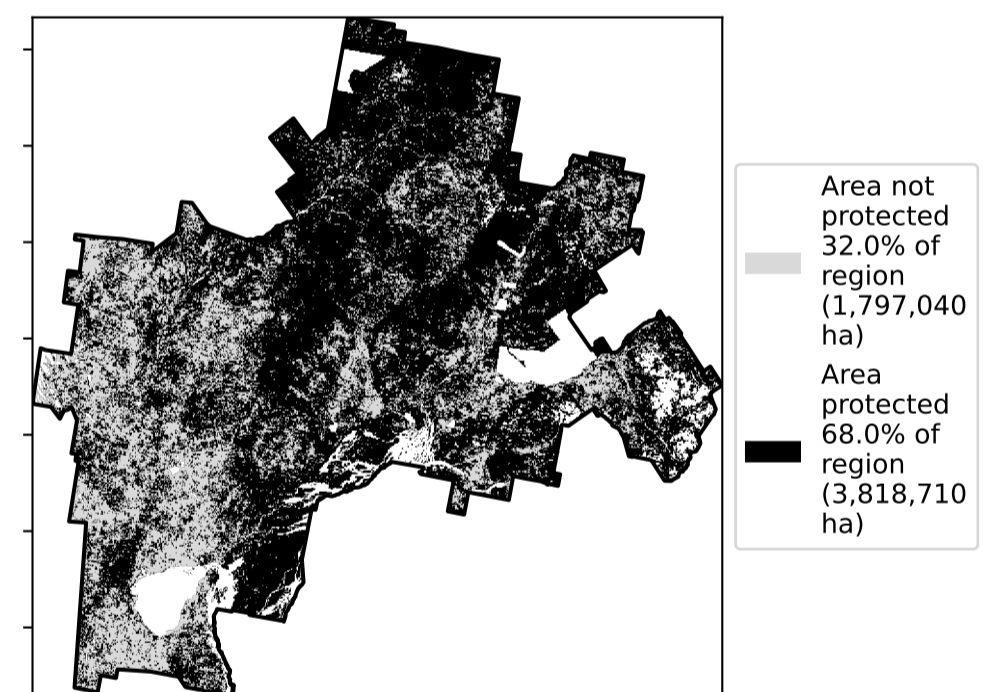 Area not
protected
32.0% of
region
(1,797,040
ha)
Area
protected
68.0% of
region
(3,818,710
ha)